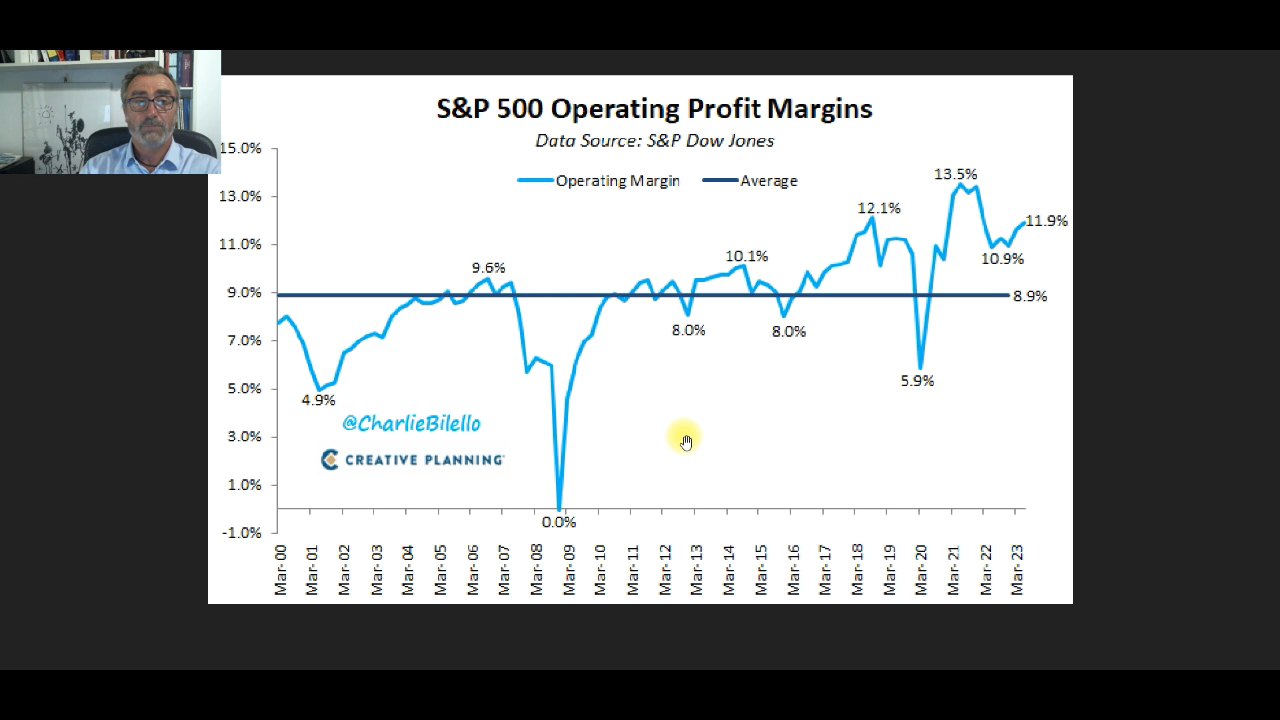 S&P 500 Operating Profit Margins
Data Source: S&P Dow Jones
Operating Margin Average
15.0%
13.0%
11.0%
9.0%
7.0%
5.0%
3.0%
1.0%
-1.0%
4.9%
9.6%
0.0%
8.0%
10.1%
8.0%
12.1%
5.9%
13.5%
10.9%
11.9%
8.9%
@CharlieBilello
CREATIVE PLANNING
Mar-00
Mar-01
Mar-02
Mar-03
Mar-04
Mar-05
Mar-06
Mar-07
Mar-08
Mar-09
Mar-10
Mar-11
Mar-12
Mar-13
Mar-14
Mar-15
Mar-16
Mar-17
Mar-18
Mar-19
Mar-20
Mar-21
Mar-22
Mar-23